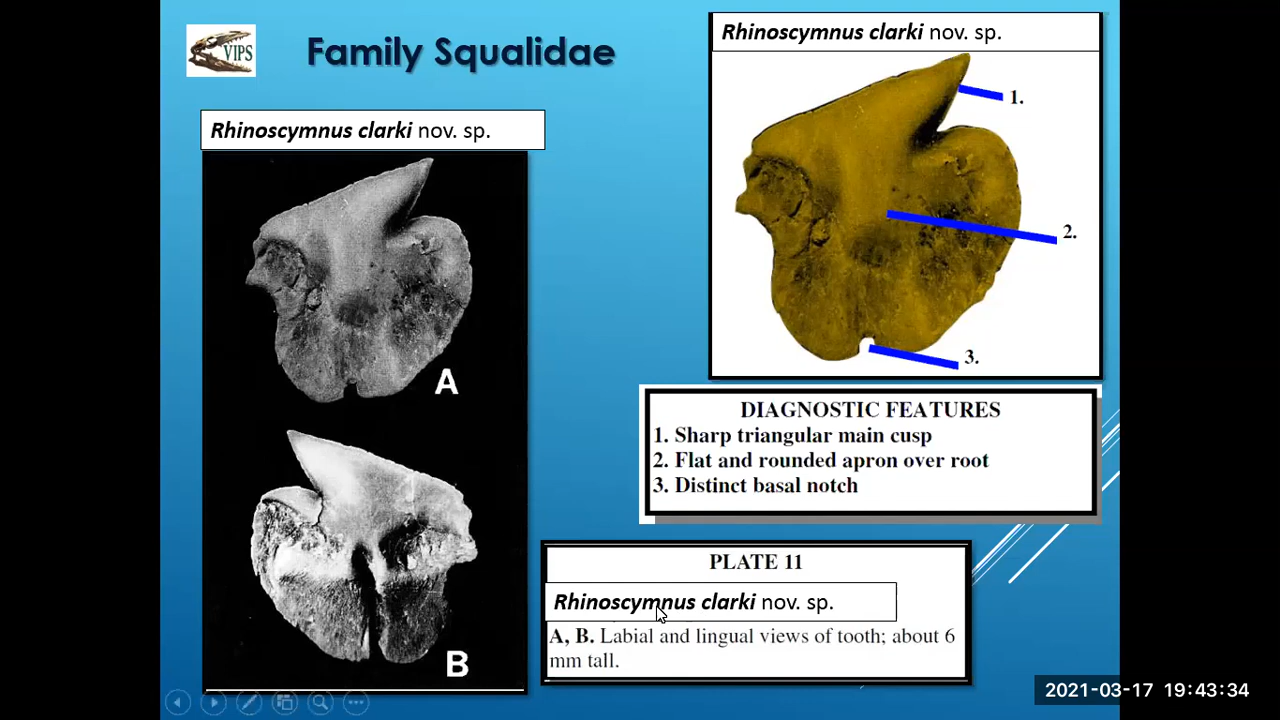 VIPS
Family Squalidae
Rhinoscymnus clarki nov. sp.
A
B
Rhinoscymnus clarki nov. sp.
1.
2.
3.
DIAGNOSTIC FEATURES
1. Sharp triangular main cusp
2. Flat and rounded apron over root
3. Distinct basal notch
PLATE 11
Rhinoscymnus clarki nov. sp.
A, B. Labial and lingual views of tooth; about 6
mm tall.
2021-03-17 19:43:34